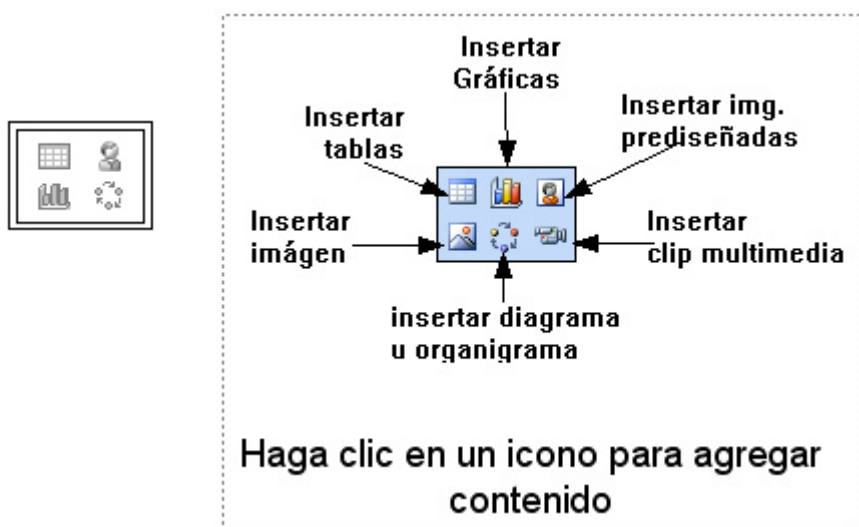 Insertar
Gráficas
Insertar img.
prediseñadas
Insertar
tablas
Insertar
imágen
Insertar
clip multimedia
insertar diagrama
u organigrama
Haga clic en un icono para agregar
contenido